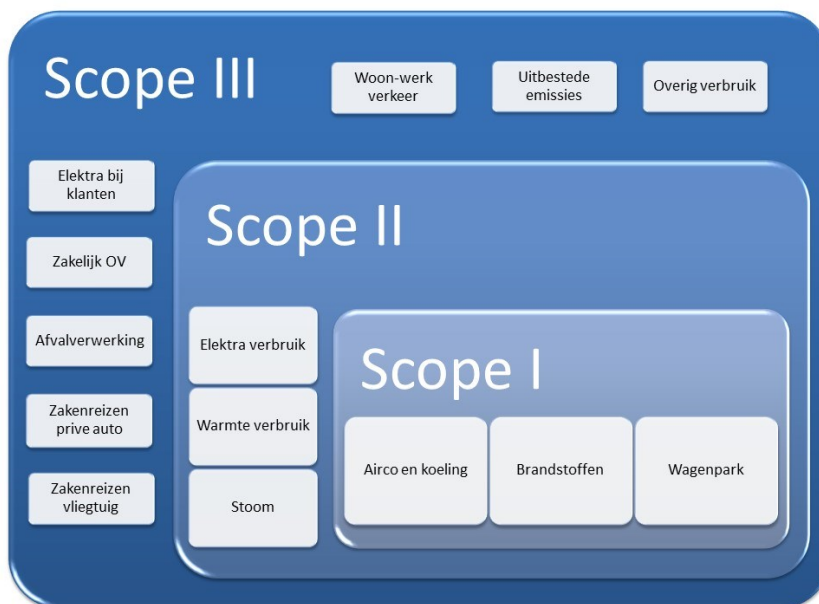 Scope III
Woon-werk
verkeer
Uitbestede
emissies
Overig verbruik
Elektra bij
klanten
Zakelijk OV
Afvalverwerking
Zakenreizen
prive auto
Zakenreizen
vliegtuig
Scope II
Elektra verbruik
Warmte verbruik
Stoom
Scope I
Airco en koeling
Brandstoffen
Wagenpark